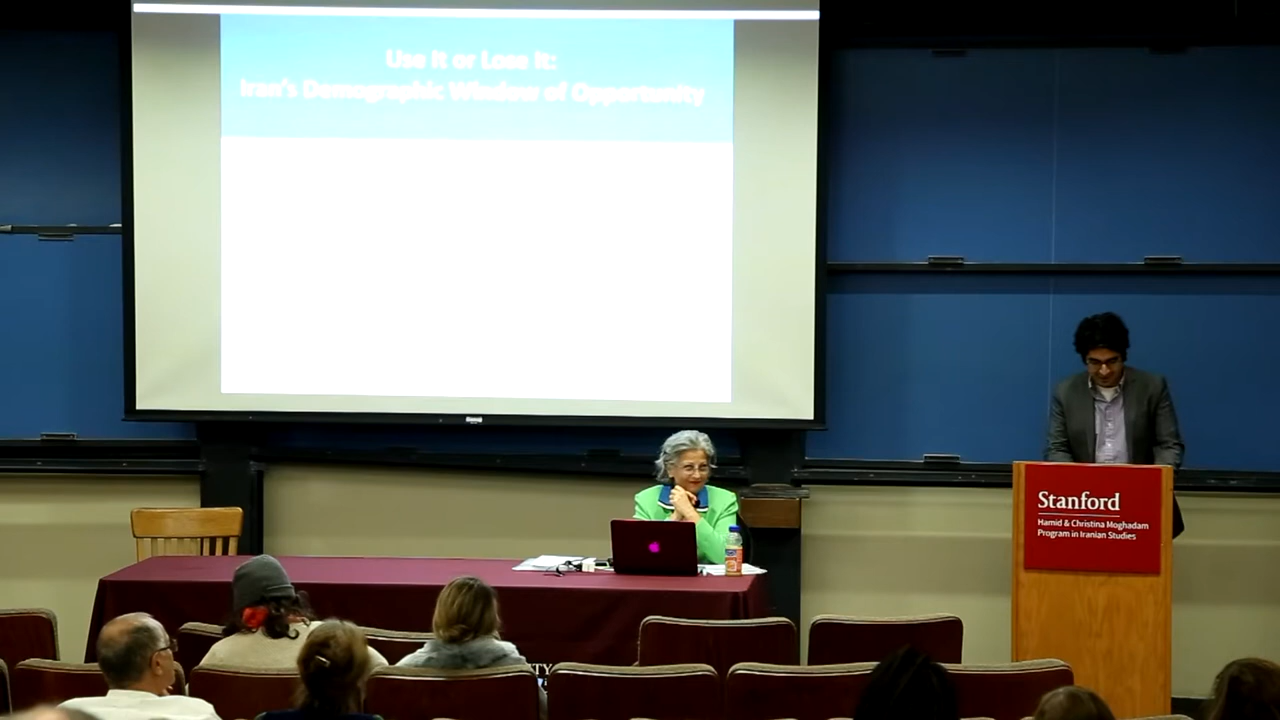 Use It or Lose It:
Iran's Demographic Window of Opportunity
Stanford
Hamid & Christina Moghadam
Program in Iranian Studies